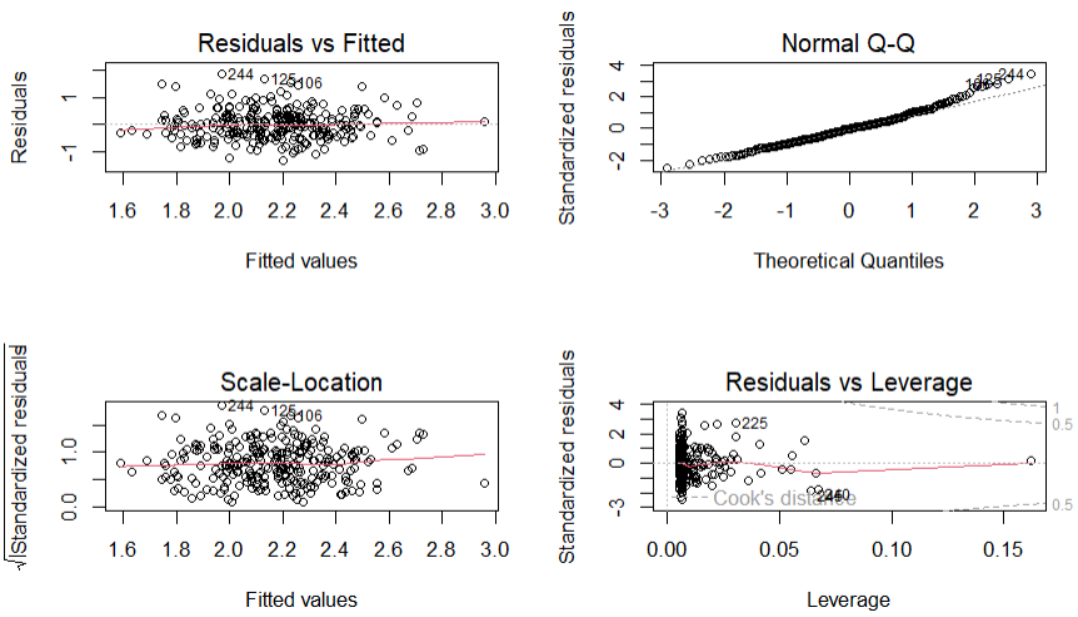 Residuals vs Fitted
Residuals
1
-1
244
125
106
1.6 1.8 2.0 2.2 2.4 2.6 2.8 3.0
Fitted values
Normal Q-Q
Standardized residuals
4
2
0
-2
125
244
-3 -2 -1 0 1 2 3
Theoretical Quantiles
Scale-Location
√|Standardized residuals|
1.0
0.0
244
125
106
1.6 1.8 2.0 2.2 2.4 2.6 2.8 3.0
Fitted values
Residuals vs Leverage
Standardized residuals
4
2
0
-3
225
1
0.5
0.5
Cook's distance
0.00 0.05 0.10 0.15
Leverage